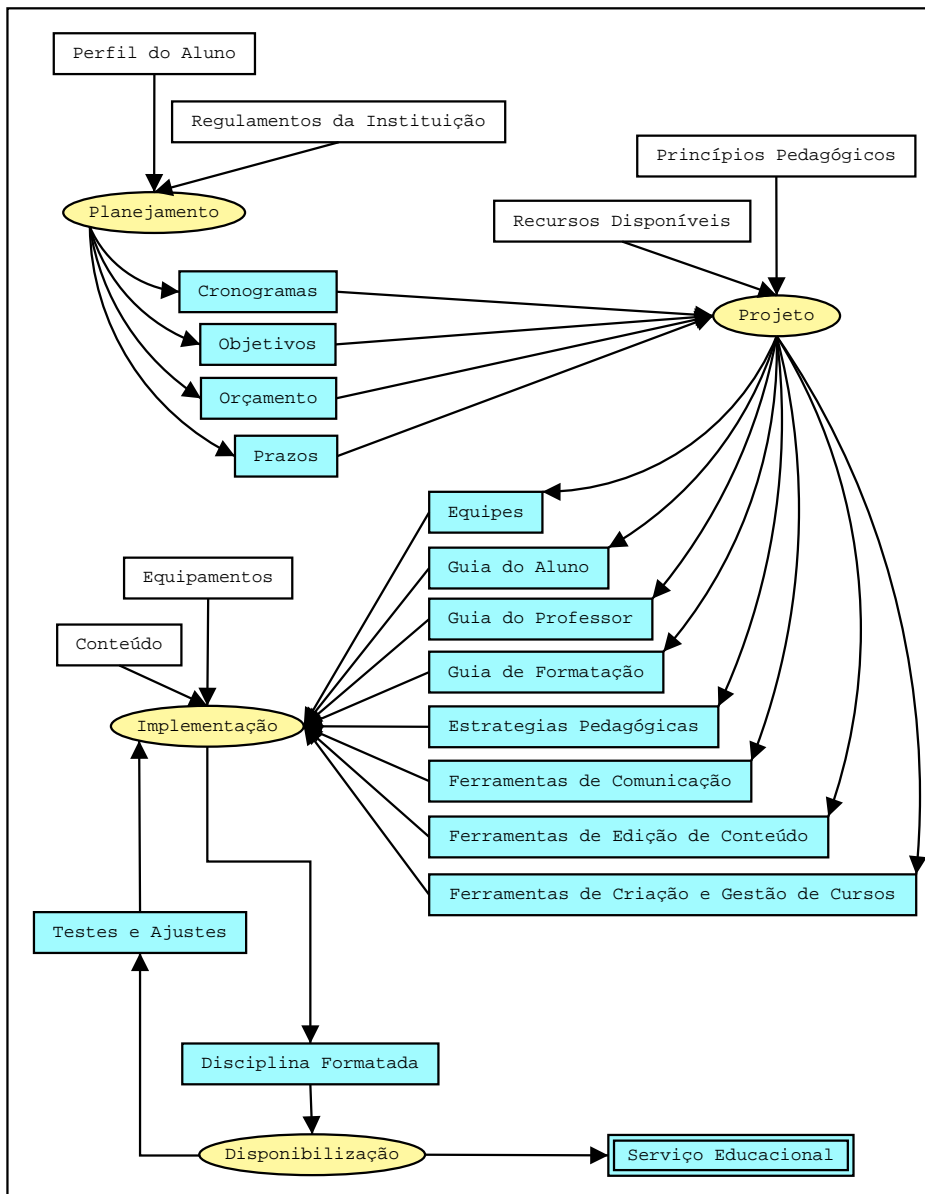 Perfil do Aluno
Regulamentos da Instituição
Princípios Pedagógicos
Planejamento
Recursos Disponíveis
Cronogramas
Projeto
Objetivos
Orçamento
Prazos
Equipes
Guia do Aluno
Equipamentos
Guia do Professor
Conteúdo
Guia de Formatação
Implementação
Estrategias Pedagógicas
Ferramentas de Comunicação
Ferramentas de Edição de Conteúdo
Ferramentas de Criação e Gestão de Cursos
Testes e Ajustes
Disciplina Formatada
Disponibilização
Serviço Educacional